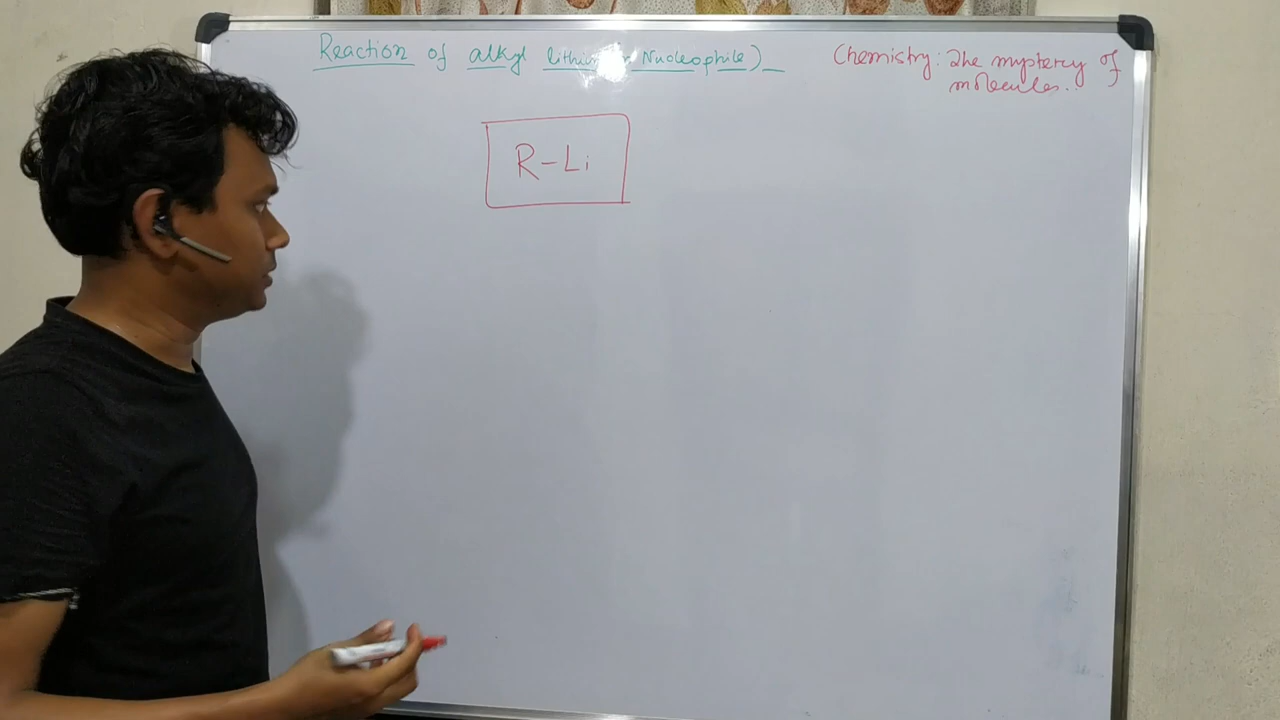 Reaction of alkyl Nucleophile)
Chemistry: The mystery of
molecules.
R-Li